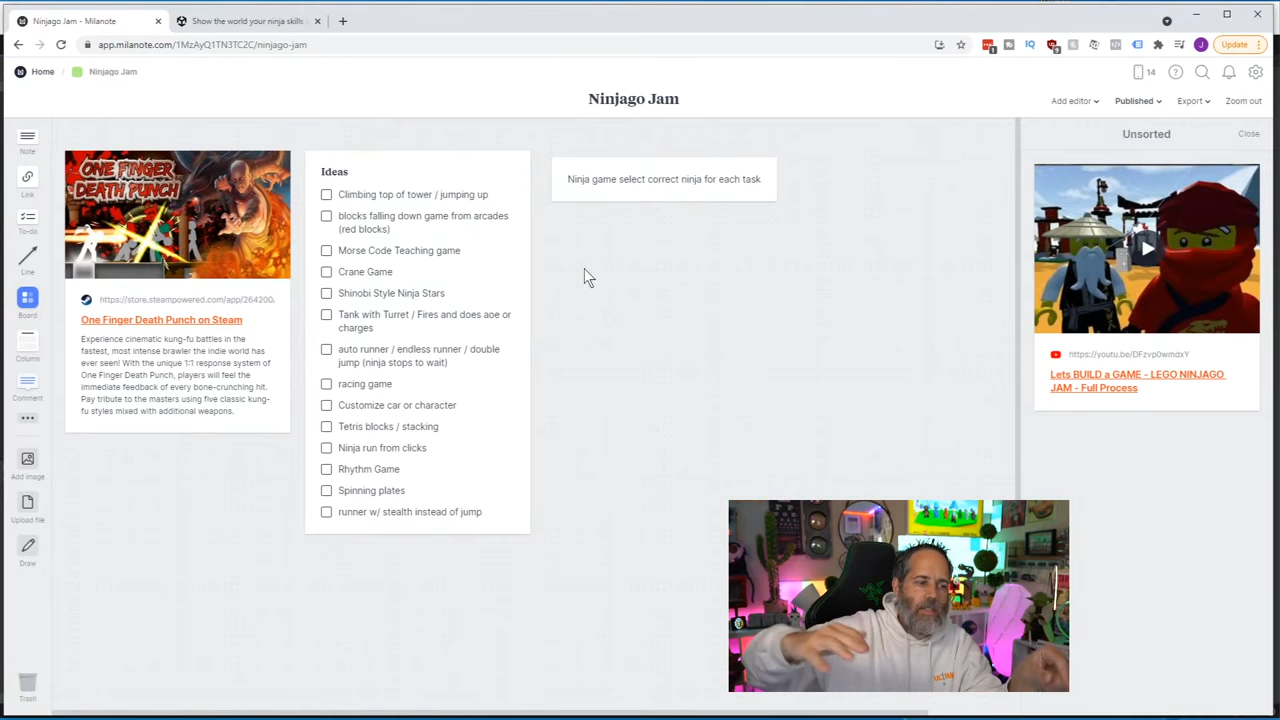 Ninjago Jam - Milanote
Show the world your ninja skills
app.milanote.com/1MzAyQ1TN3TC2C/ninjago-jam
Update
Home
Ninjago Jam
14
Ninjago Jam
Add editor
Published
Export
Zoom out
Note
Link
To-do
Line
Board
Column
Comment
Add image
Upload file
Draw
Trash
ONE FINGER
DEATH PUNCH
https://store.steampowered.com/app/264200/
One Finger Death Punch on Steam
Experience cinematic kung-fu battles in the
fastest, most intense brawler the indie world has
ever seen! With the unique 1:1 response system of
One Finger Death Punch, players will feel the
immediate feedback of every bone-crunching hit.
Pay tribute to the masters using five classic kung-
fu styles mixed with additional weapons.
Ideas
Climbing top of tower / jumping up
blocks falling down game from arcades
(red blocks)
Morse Code Teaching game
Crane Game
Shinobi Style Ninja Stars
Tank with Turret / Fires and does aoe or
charges
auto runner / endless runner / double
jump (ninja stops to wait)
racing game
Customize car or character
Tetris blocks / stacking
Ninja run from clicks
Rhythm Game
Spinning plates
runner w/ stealth instead of jump
Ninja game select correct ninja for each task
Unsorted
Close
https://youtu.be/DFzvp0wmdxY
Lets BUILD a GAME - LEGO NINJAGO
JAM - Full Process